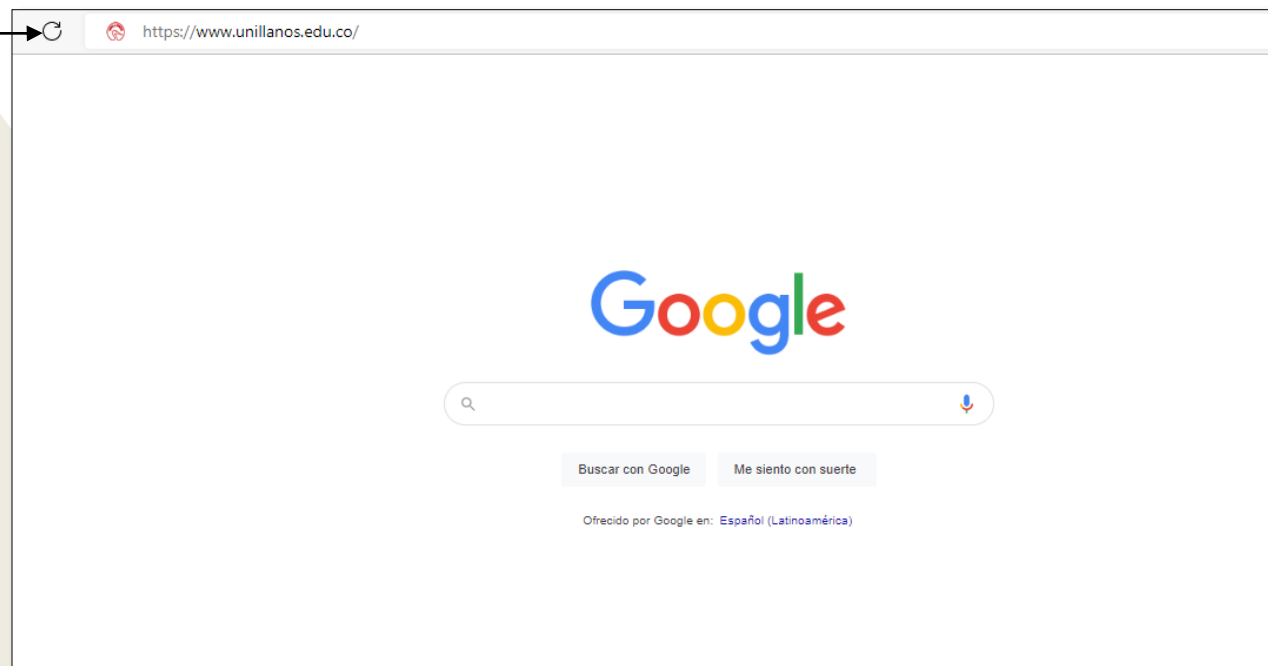 https://www.unillanos.edu.co/
Google
Buscar con Google
Me siento con suerte
Ofrecido por Google en: Español (Latinoamérica)